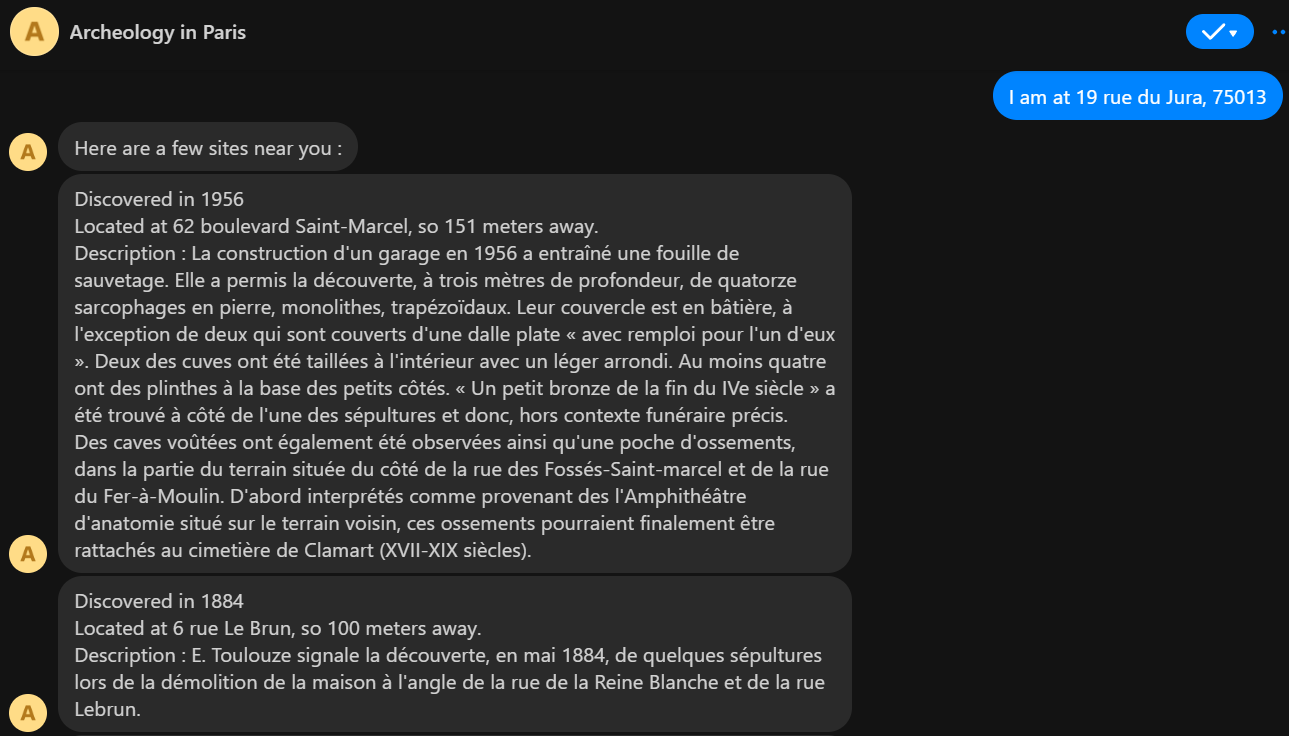 A
Archeology in Paris
I am at 19 rue du Jura, 75013
A
Here are a few sites near you :
Discovered in 1956
Located at 62 boulevard Saint-Marcel, so 151 meters away.
Description : La construction d'un garage en 1956 a entraîné une fouille de
sauvetage. Elle a permis la découverte, à trois mètres de profondeur, de quatorze
sarcophages en pierre, monolithes, trapézoïdaux. Leur couvercle est en bâtière, à
l'exception de deux qui sont couverts d'une dalle plate « avec remploi pour l'un d'eux
». Deux des cuves ont été taillées à l'intérieur avec un léger arrondi. Au moins quatre
ont des plinthes à la base des petits côtés. « Un petit bronze de la fin du IVe siècle » a
été trouvé à côté de l'une des sépultures et donc, hors contexte funéraire précis.
Des caves voûtées ont également été observées ainsi qu'une poche d'ossements,
dans la partie du terrain située du côté de la rue des Fossés-Saint-marcel et de la rue
du Fer-à-Moulin. D'abord interprétés comme provenant des l'Amphithéâtre
d'anatomie situé sur le terrain voisin, ces ossements pourraient finalement être
rattachés au cimetière de Clamart (XVII-XIX siècles).
A
Discovered in 1884
Located at 6 rue Le Brun, so 100 meters away.
Description : E. Toulouze signale la découverte, en mai 1884, de quelques sépultures
lors de la démolition de la maison à l'angle de la rue de la Reine Blanche et de la rue
Lebrun.
A